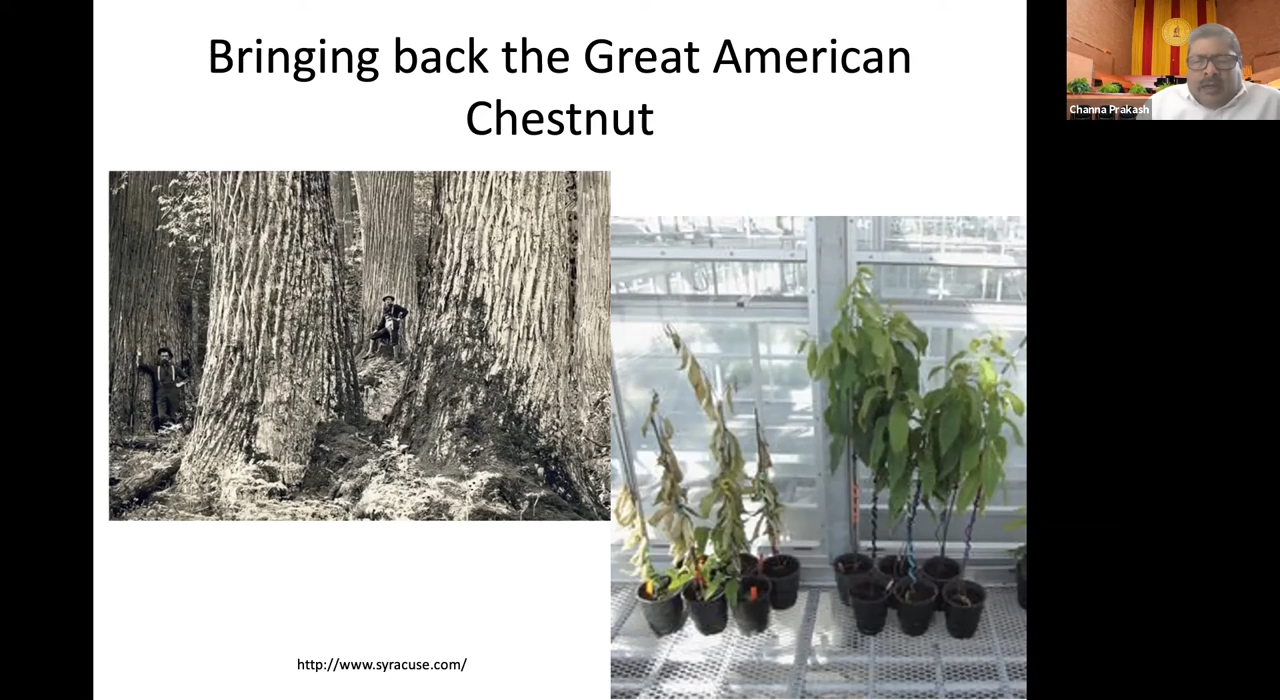 Bringing back the Great American
Chestnut
Channa Prakash
http://www.syracuse.com/